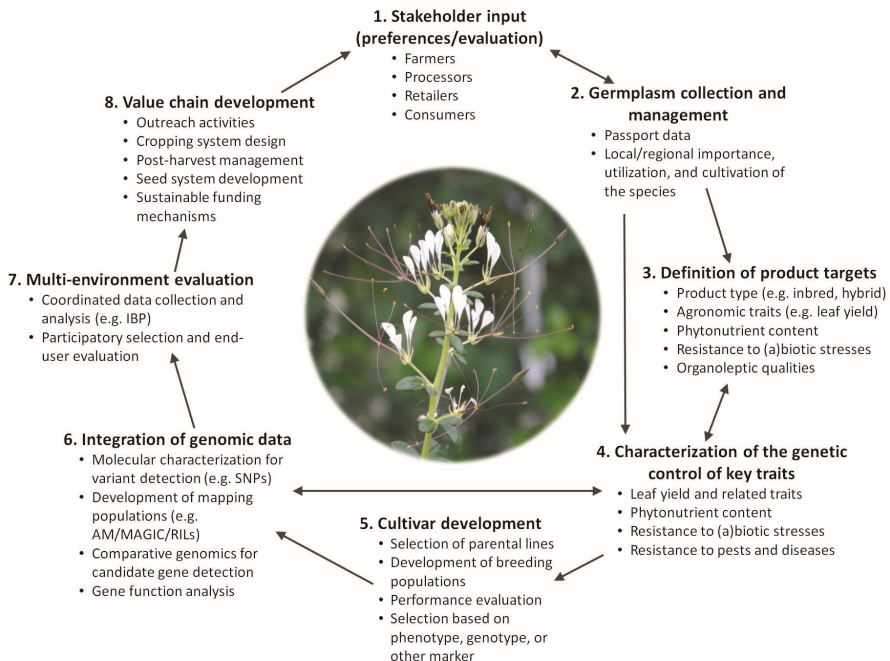 1. Stakeholder input
(preferences/evaluation)
• Farmers
• Processors
• Retailers
• Consumers
2. Germplasm collection and
management
• Passport data
• Local/regional importance,
utilization, and cultivation of
the species
3. Definition of product targets
• Product type (e.g. inbred, hybrid)
• Agronomic traits (e.g. leaf yield)
• Phytonutrient content
• Resistance to (a)biotic stresses
• Organoleptic qualities
4. Characterization of the genetic
control of key traits
• Leaf yield and related traits
• Phytonutrient content
• Resistance to (a)biotic stresses
• Resistance to pests and diseases
5. Cultivar development
• Selection of parental lines
• Development of breeding
populations
• Performance evaluation
• Selection based on
phenotype, genotype, or
other marker
6. Integration of genomic data
• Molecular characterization for
variant detection (e.g. SNPs)
• Development of mapping
populations (e.g.
AM/MAGIC/RILs)
• Comparative genomics for
candidate gene detection
• Gene function analysis
7. Multi-environment evaluation
• Coordinated data collection and
analysis (e.g. IBP)
• Participatory selection and end-
user evaluation
8. Value chain development
• Outreach activities
• Cropping system design
• Post-harvest management
• Seed system development
• Sustainable funding
mechanisms